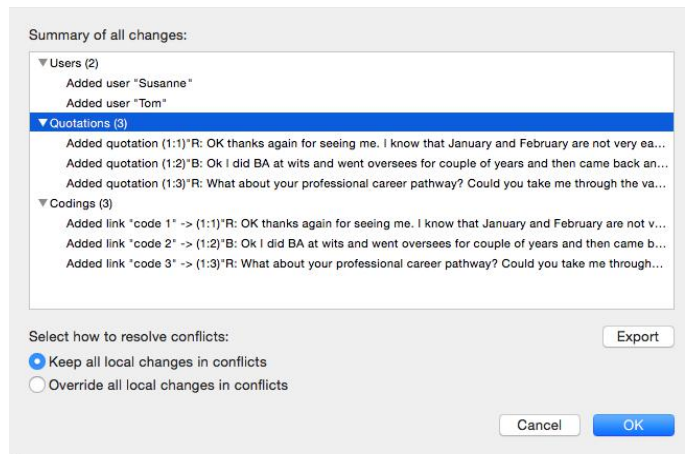 Summary of all changes:
Users (2)
Added user "Susanne"
Added user "Tom"
Quotations (3)
Added quotation (1:1)"R: OK thanks again for seeing me. I know that January and February are not very ea...
Added quotation (1:2)"B: Ok I did BA at wits and went oversees for couple of years and then came back an...
Added quotation (1:3)"R: What about your professional career pathway? Could you take me through the va...
Codings (3)
Added link "code 1" -> (1:1)"R: OK thanks again for seeing me. I know that January and February are not v...
Added link "code 2" -> (1:2)"B: Ok I did BA at wits and went oversees for couple of years and then came b...
Added link "code 3" -> (1:3)"R: What about your professional career pathway? Could you take me through...
Select how to resolve conflicts:
Export
Keep all local changes in conflicts
Override all local changes in conflicts
Cancel
OK